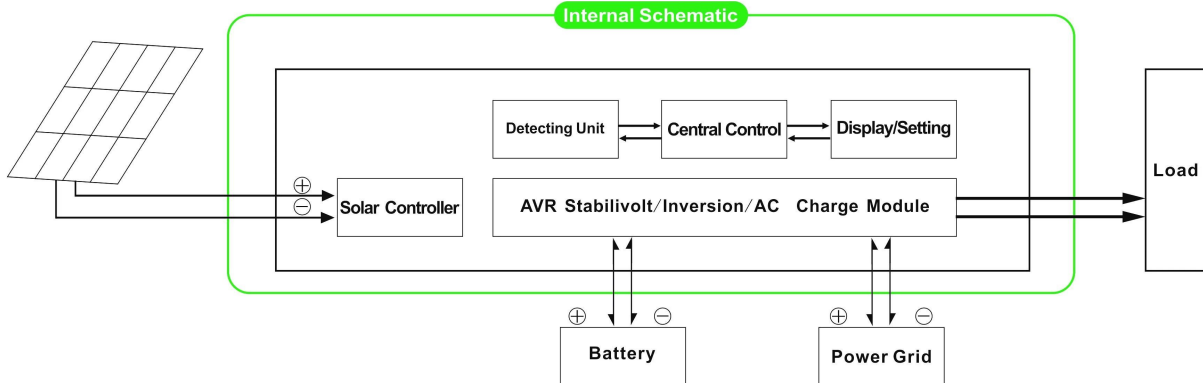 Internal Schematic
Detecting Unit
Central Control
Display/Setting
Load
⊕
⊖
Solar Controller
AVR Stabilivolt/Inversion/AC Charge Module
⊕ ⊖
⊕ ⊖
Battery
Power Grid